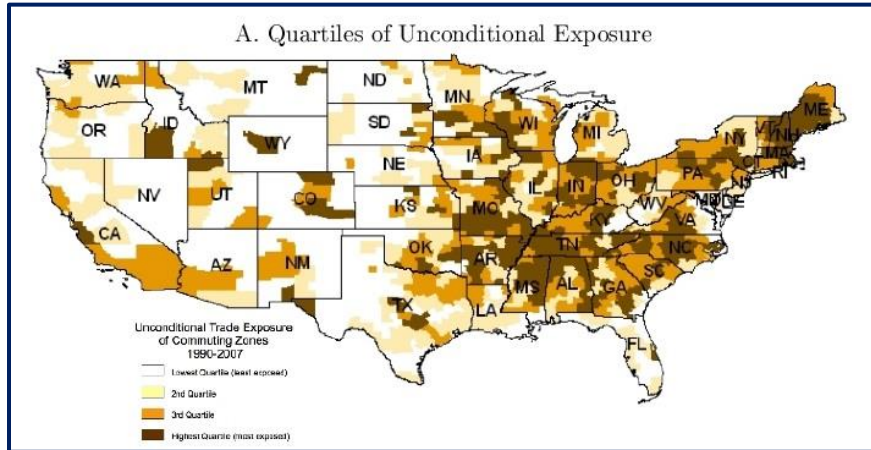 A. Quartiles of Unconditional Exposure
WA
MT
ND
MN
ME
OR
ID
SD
WI
MI
NY
VT
NH
MA
CT
RI
WY
NE
IA
PA
NJ
NV
UT
CO
KS
MO
IL
IN
OH
WV
MD
DE
VA
KY
CA
AZ
NM
OK
AR
TN
NC
SC
TX
LA
MS
AL
GA
FL
Unconditional Trade Exposure
of Commuting Zones
1990-2007
Lowest Quartile (least exposed)
2nd Quartile
3rd Quartile
Highest Quartile (most exposed)